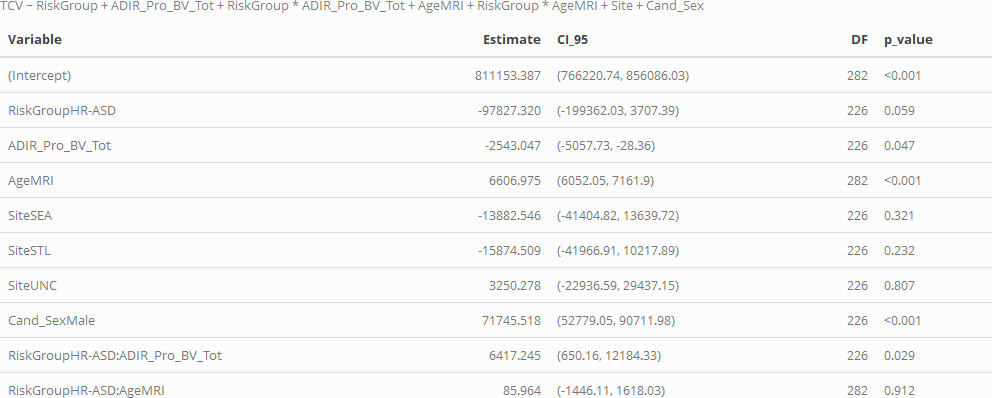 TCV ~ RiskGroup + ADIR_Pro_BV_Tot + RiskGroup * ADIR_Pro_BV_Tot + AgeMRI + RiskGroup * AgeMRI + Site + Cand_Sex
Variable Estimate CI_95 DF p_value
(Intercept) 811153.387 (766220.74, 856086.03) 282 <0.001
RiskGroupHR-ASD -97827.320 (-199362.03, 3707.39) 226 0.059
ADIR_Pro_BV_Tot -2543.047 (-5057.73, -28.36) 226 0.047
AgeMRI 6606.975 (6052.05, 7161.9) 282 <0.001
SiteSEA -13882.546 (-41404.82, 13639.72) 226 0.321
SiteSTL -15874.509 (-41966.91, 10217.89) 226 0.232
SiteUNC 3250.278 (-22936.59, 29437.15) 226 0.807
Cand_SexMale 71745.518 (52779.05, 90711.98) 226 <0.001
RiskGroupHR-ASD:ADIR_Pro_BV_Tot 6417.245 (650.16, 12184.33) 226 0.029
RiskGroupHR-ASD:AgeMRI 85.964 (-1446.11, 1618.03) 282 0.912